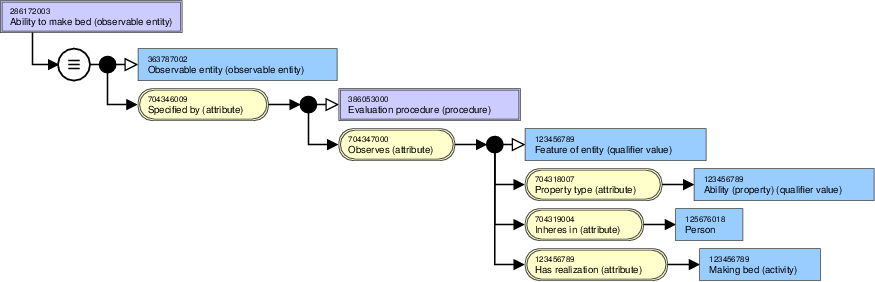 286172003
Ability to make bed (observable entity)
363787002
Observable entity (observable entity)
704346009
Specified by (attribute)
386053000
Evaluation procedure (procedure)
704347000
Observes (attribute)
123456789
Feature of entity (qualifier value)
704318007
Property type (attribute)
123456789
Ability (property) (qualifier value)
704319004
Inheres in (attribute)
125676018
Person
123456789
Has realization (attribute)
123456789
Making bed (activity)